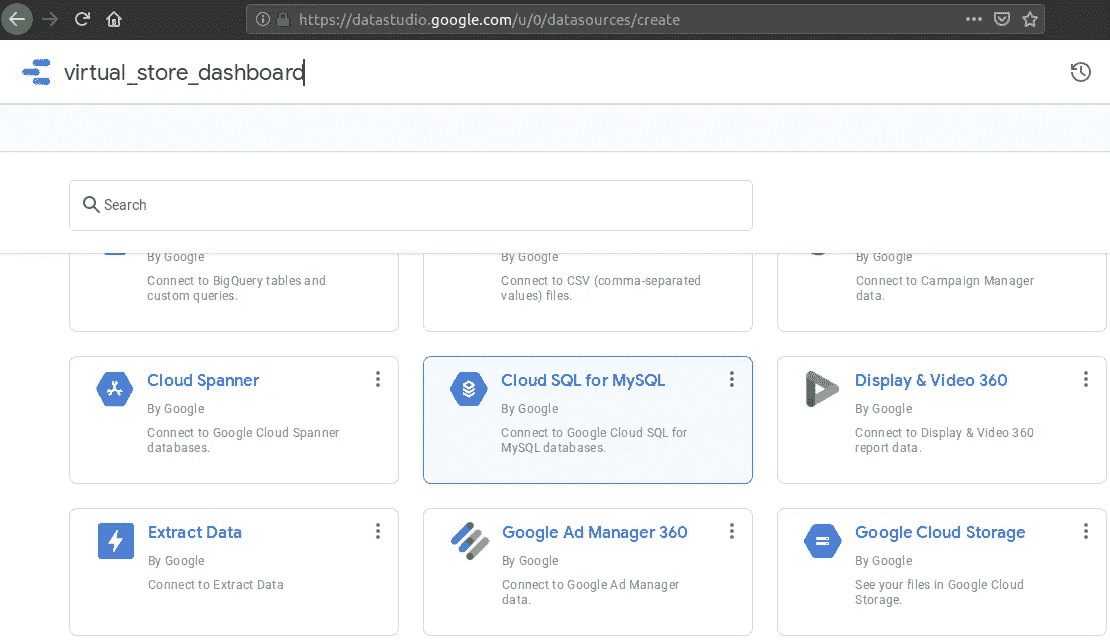 https://datastudio.google.com/u/0/datasources/create
virtual_store_dashboard
Search
By Google
Connect to BigQuery tables and
custom queries.
By Google
Connect to CSV (comma-separated
values) files.
By Google
Connect to Campaign Manager
data.
Cloud Spanner
By Google
Connect to Google Cloud Spanner
databases.
Cloud SQL for MySQL
By Google
Connect to Google Cloud SQL for
MySQL databases.
Display & Video 360
By Google
Connect to Display & Video 360
report data.
Extract Data
By Google
Connect to Extract Data
Google Ad Manager 360
By Google
Connect to Google Ad Manager
data.
Google Cloud Storage
By Google
See your files in Google Cloud
Storage.